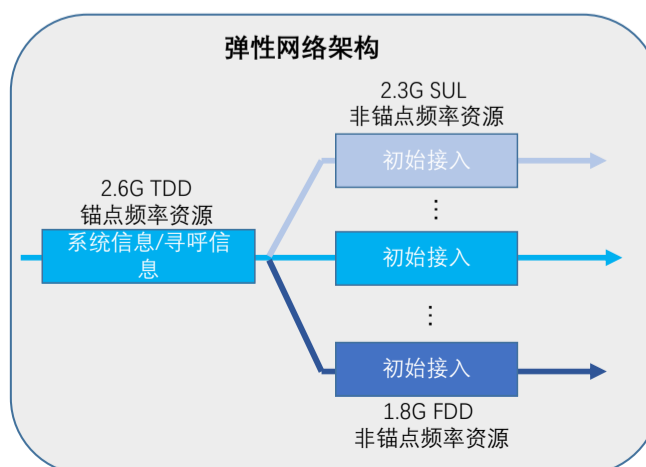 弹性网络架构
2.3G SUL
非锚点频率资源
初始接入
2.6G TDD
锚点频率资源
系统信息/寻呼信
息
⋮
初始接入
⋮
初始接入
1.8G FDD
非锚点频率资源